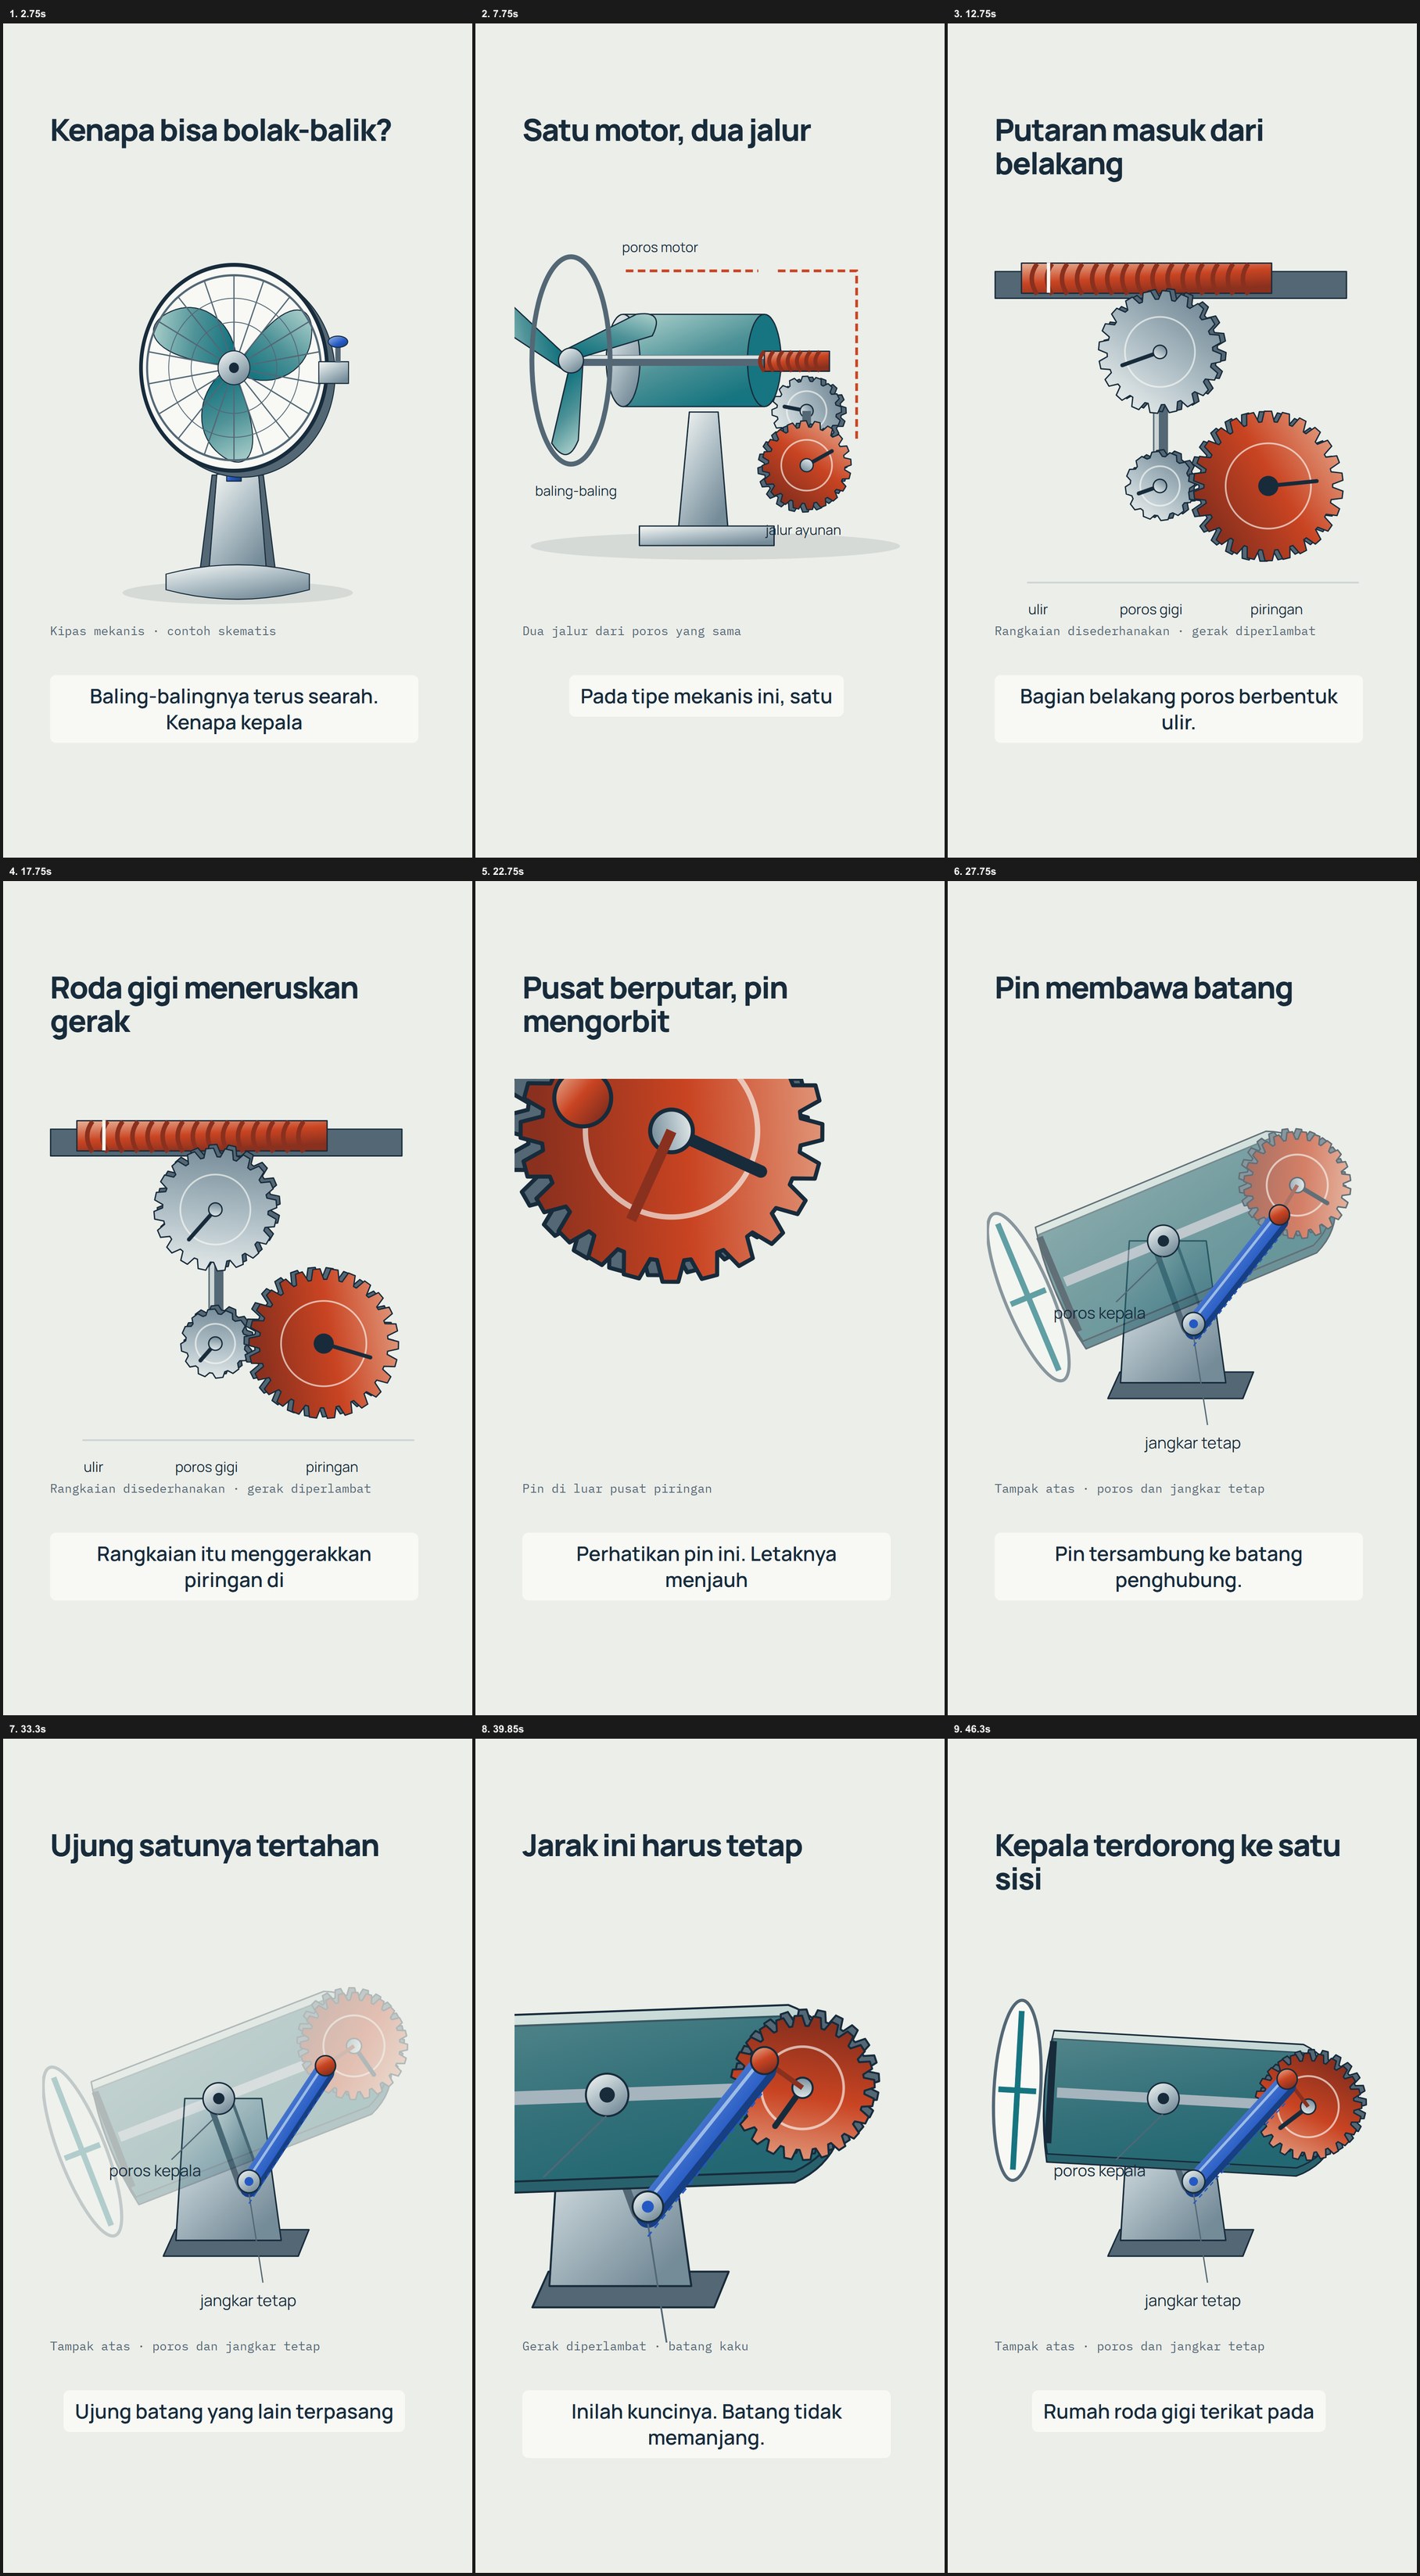 1. 2.75s
Kenapa bisa bolak-balik?
Kipas mekanis · contoh skematis
Baling-balingnya terus searah.
Kenapa kepala
2. 7.75s
Satu motor, dua jalur
poros motor
baling-baling
jalur ayunan
Dua jalur dari poros yang sama
Pada tipe mekanis ini, satu
3. 12.75s
Putaran masuk dari
belakang
ulir
poros gigi
piringan
Rangkaian disederhanakan · gerak diperlambat
Bagian belakang poros berbentuk
ulir.
4. 17.75s
Roda gigi meneruskan
gerak
ulir
poros gigi
piringan
Rangkaian disederhanakan · gerak diperlambat
Rangkaian itu menggerakkan
piringan di
5. 22.75s
Pusat berputar, pin
mengorbit
Pin di luar pusat piringan
Perhatikan pin ini. Letaknya
menjauh
6. 27.75s
Pin membawa batang
poros kepala
jangkar tetap
Tampak atas · poros dan jangkar tetap
Pin tersambung ke batang
penghubung.
7. 33.3s
Ujung satunya tertahan
poros kepala
jangkar tetap
Tampak atas · poros dan jangkar tetap
Ujung batang yang lain terpasang
8. 39.85s
Jarak ini harus tetap
Gerak diperlambat · batang kaku
Inilah kuncinya. Batang tidak
memanjang.
9. 46.3s
Kepala terdorong ke satu
sisi
poros kepala
jangkar tetap
Tampak atas · poros dan jangkar tetap
Rumah roda gigi terikat pada